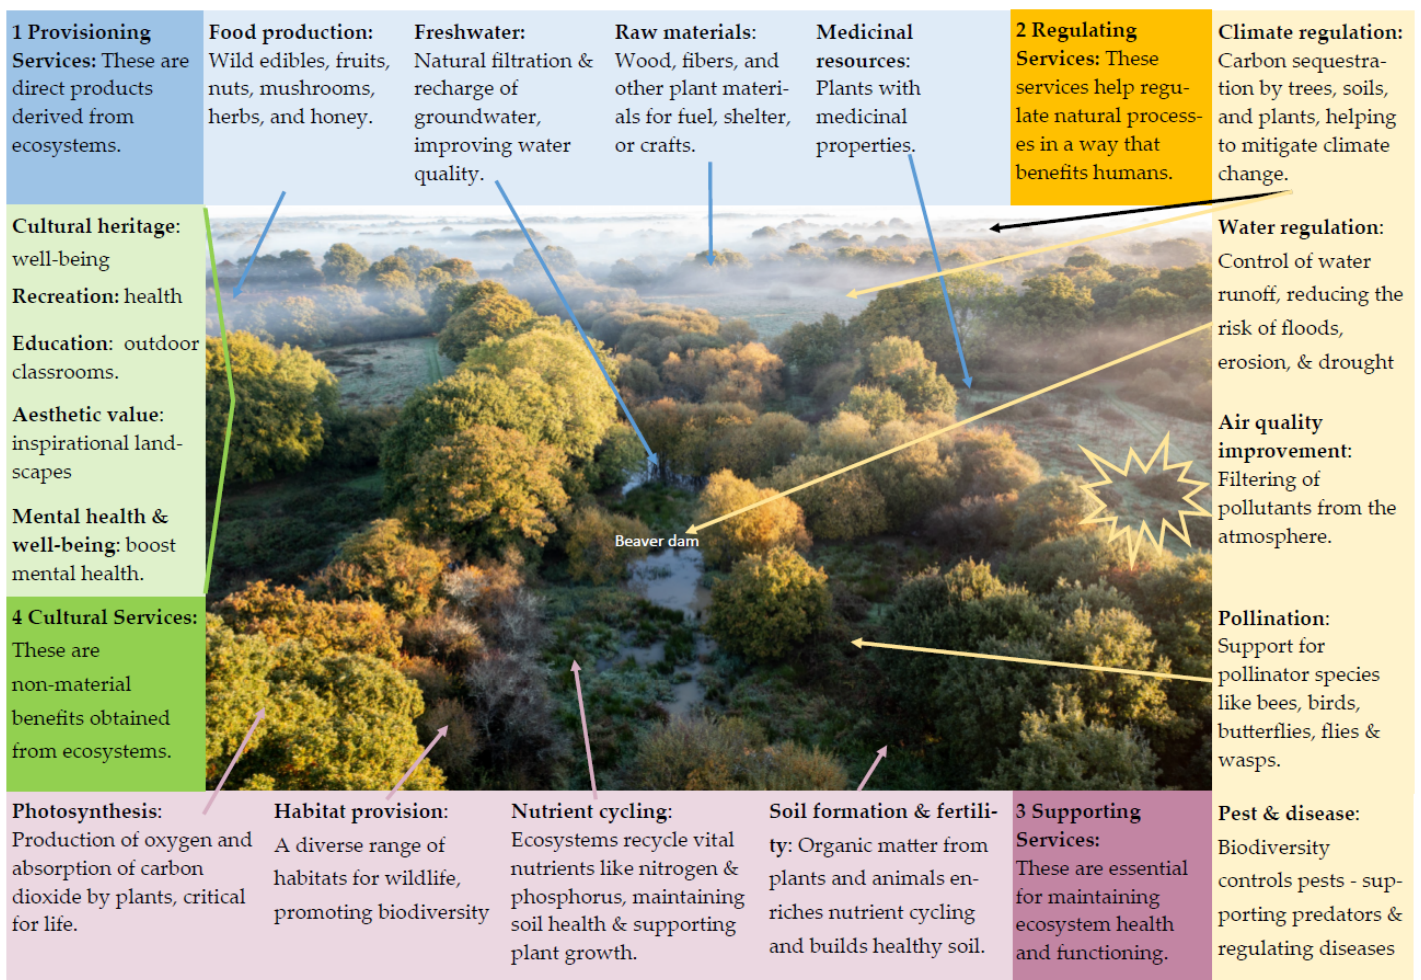 1 Provisioning
Services: These are
direct products
derived from
ecosystems.
Food production:
Wild edibles, fruits,
nuts, mushrooms,
herbs, and honey.
Freshwater:
Natural filtration &
recharge of
groundwater,
improving water
quality.
Raw materials:
Wood, fibers, and
other plant materi-
als for fuel, shelter,
or crafts.
Medicinal
resources:
Plants with
medicinal
properties.
2 Regulating
Services: These
services help regu-
late natural process-
es in a way that
benefits humans.
Climate regulation:
Carbon sequestra-
tion by trees, soils,
and plants, helping
to mitigate climate
change.
Water regulation:
Control of water
runoff, reducing the
risk of floods,
erosion, & drought
Air quality
improvement:
Filtering of
pollutants from the
atmosphere.
Pollination:
Support for
pollinator species
like bees, birds,
butterflies, flies &
wasps.
Pest & disease:
Biodiversity
controls pests - sup-
porting predators &
regulating diseases
Cultural heritage:
well-being
Recreation: health
Education: outdoor
classrooms.
Aesthetic value:
inspirational land-
scapes
Mental health &
well-being: boost
mental health.
4 Cultural Services:
These are
non-material
benefits obtained
from ecosystems.
Beaver dam
Photosynthesis:
Production of oxygen and
absorption of carbon
dioxide by plants, critical
for life.
Habitat provision:
A diverse range of
habitats for wildlife,
promoting biodiversity
Nutrient cycling:
Ecosystems recycle vital
nutrients like nitrogen &
phosphorus, maintaining
soil health & supporting
plant growth.
Soil formation & fertili-
ty: Organic matter from
plants and animals en-
riches nutrient cycling
and builds healthy soil.
3 Supporting
Services:
These are essential
for maintaining
ecosystem health
and functioning.